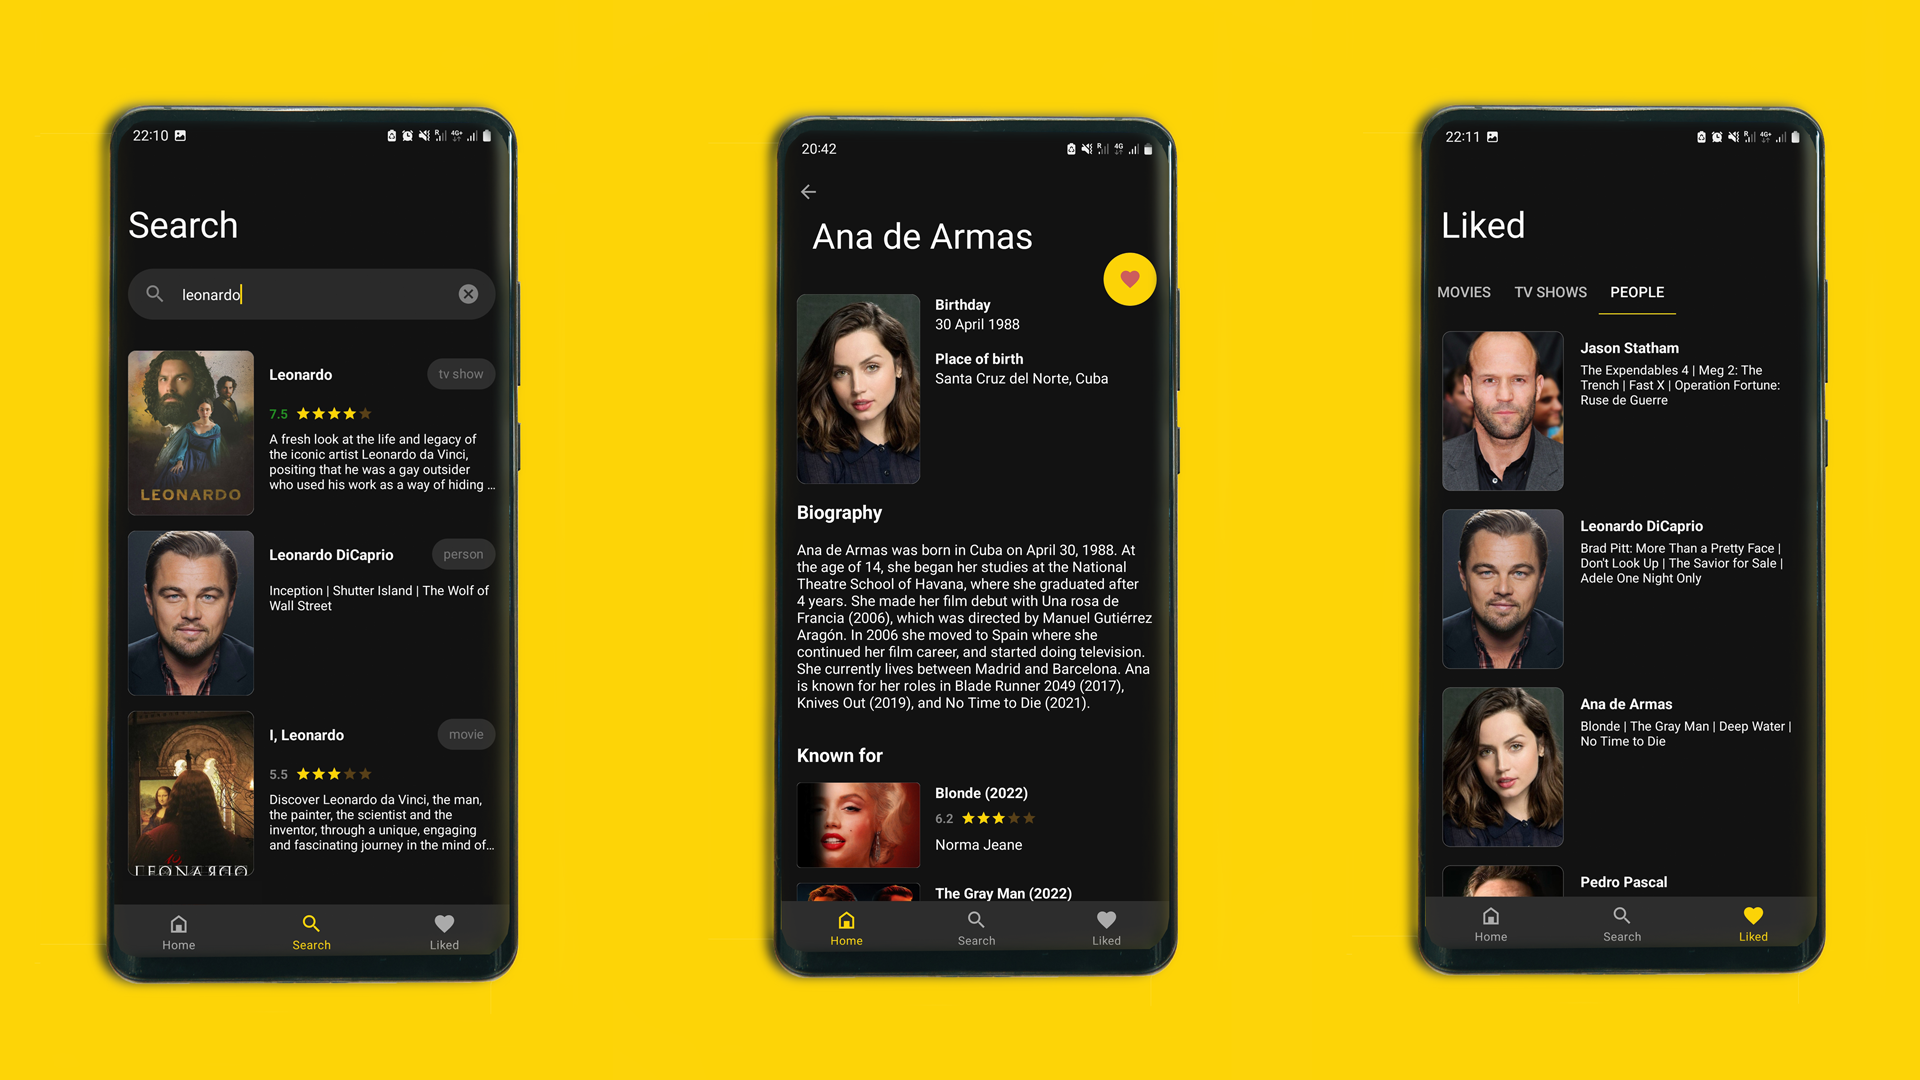 22:10
R
4G+
Search
leonardo
LEONARDO
Leonardo
tv show
7.5
A fresh look at the life and legacy of
the iconic artist Leonardo da Vinci,
positing that he was a gay outsider
who used his work as a way of hiding ...
Leonardo DiCaprio
person
Inception | Shutter Island | The Wolf of
Wall Street
LEONARDO
I, Leonardo
movie
5.5
Discover Leonardo da Vinci, the man,
the painter, the scientist and the
inventor, through a unique, engaging
and fascinating journey in the mind of...
Home
Search
Liked
20:42
R
4G
Ana de Armas
Birthday
30 April 1988
Place of birth
Santa Cruz del Norte, Cuba
Biography
Ana de Armas was born in Cuba on April 30, 1988. At
the age of 14, she began her studies at the National
Theatre School of Havana, where she graduated after
4 years. She made her film debut with Una rosa de
Francia (2006), which was directed by Manuel Gutiérrez
Aragón. In 2006 she moved to Spain where she
continued her film career, and started doing television.
She currently lives between Madrid and Barcelona. Ana
is known for her roles in Blade Runner 2049 (2017),
Knives Out (2019), and No Time to Die (2021).
Known for
Blonde (2022)
6.2
Norma Jeane
The Gray Man (2022)
Home
Search
Liked
22:11
R
4G+
Liked
MOVIES
TV SHOWS
PEOPLE
Jason Statham
The Expendables 4 | Meg 2: The
Trench | Fast X | Operation Fortune:
Ruse de Guerre
Leonardo DiCaprio
Brad Pitt: More Than a Pretty Face |
Don't Look Up | The Savior for Sale |
Adele One Night Only
Ana de Armas
Blonde | The Gray Man | Deep Water |
No Time to Die
Pedro Pascal
Home
Search
Liked